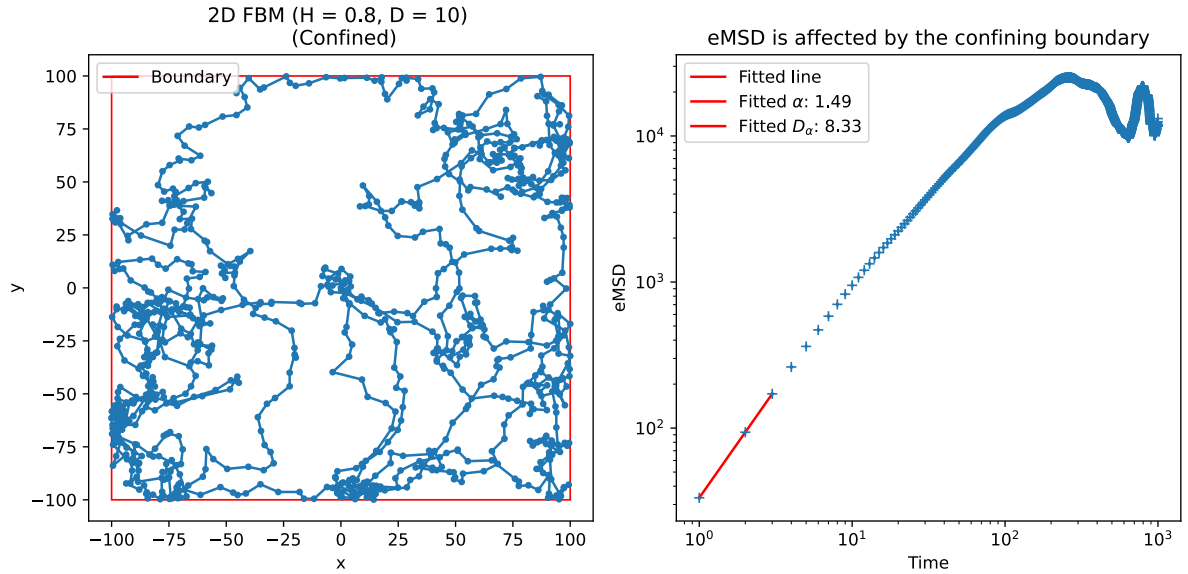 2D FBM (H = 0.8, D = 10)
(Confined)
Boundary
100
75
50
25
0
−25
−50
−75
−100
y
−100
−75
−50
−25
0
25
50
75
100
x
eMSD is affected by the confining boundary
Fitted line
Fitted α: 1.49
Fitted Dα: 8.33
10⁴
10³
10²
eMSD
10⁰
10¹
10²
10³
Time